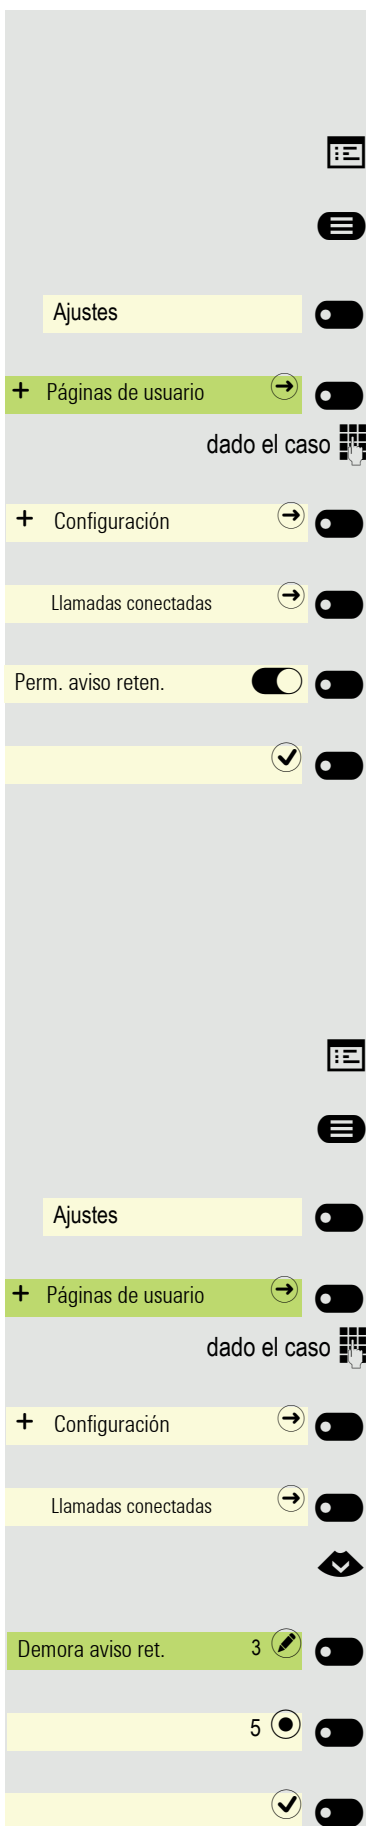 Ajustes
+ Páginas de usuario
dado el caso
+ Configuración
Llamadas conectadas
Perm. aviso reten.
Ajustes
+ Páginas de usuario
dado el caso
+ Configuración
Llamadas conectadas
Demora aviso ret. 3
5